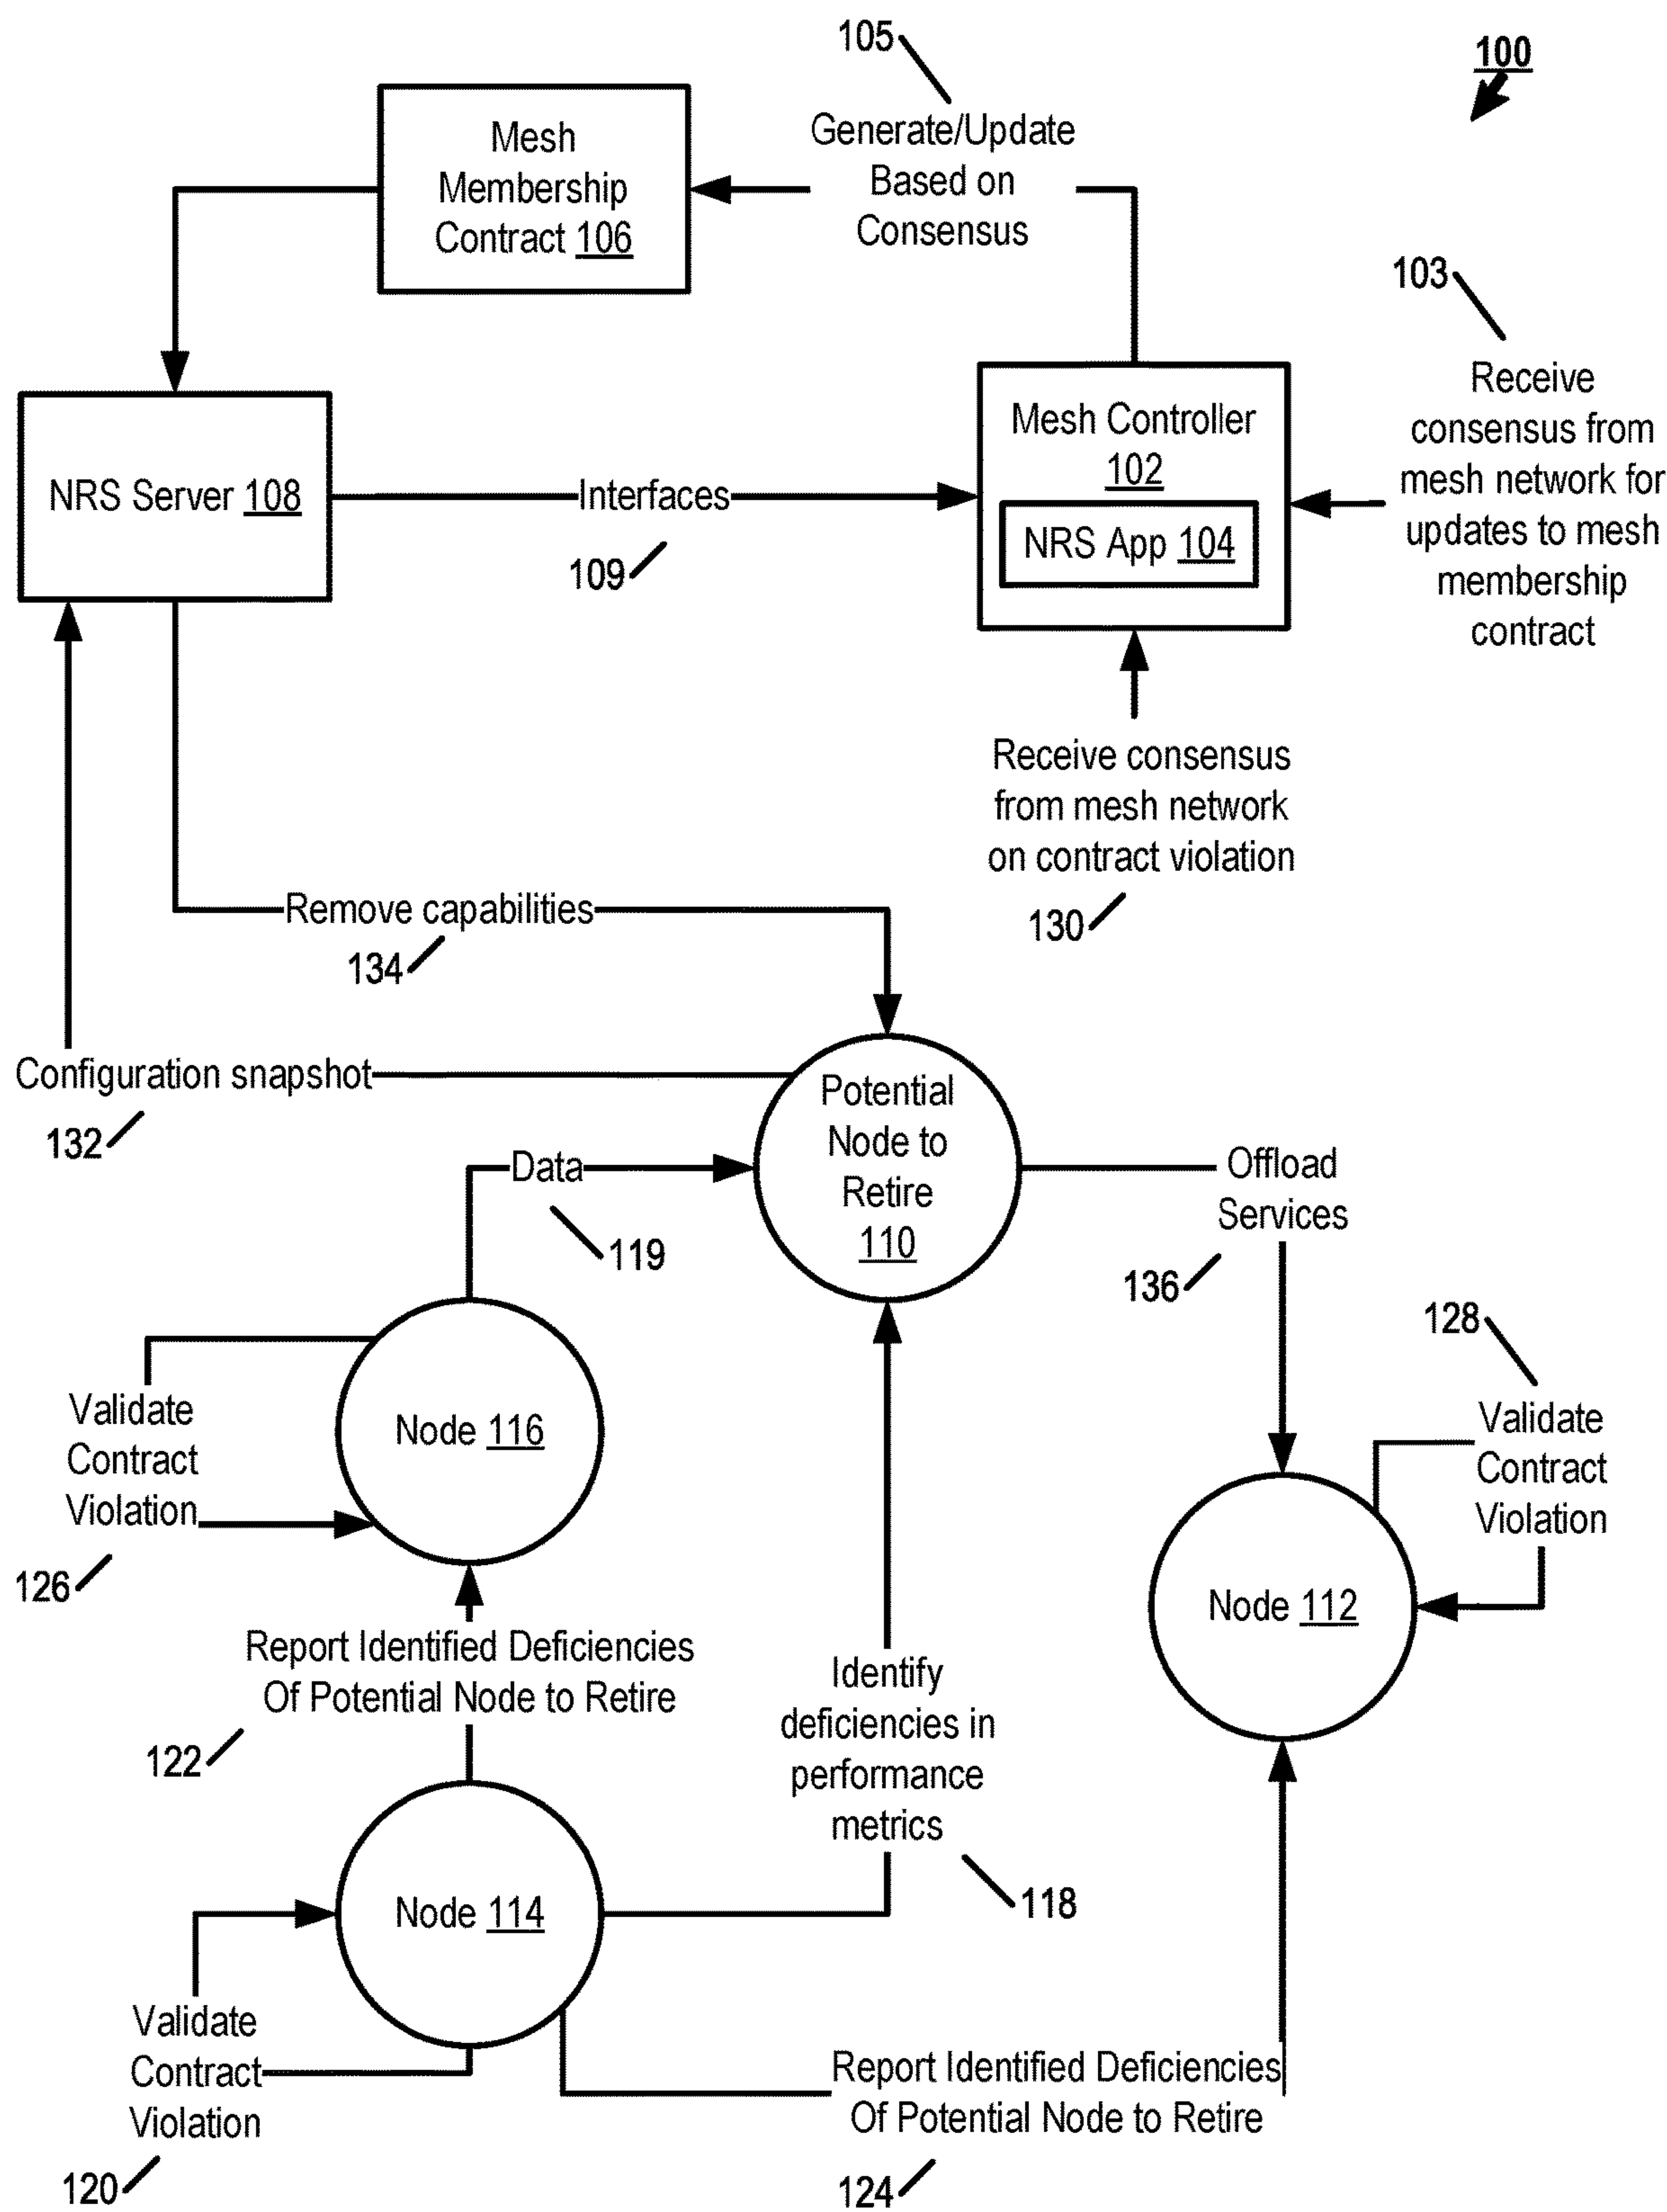 105
100
Generate/Update
Based on
Consensus
Mesh
Membership
Contract 106
103
Receive
consensus from
mesh network for
updates to mesh
membership
contract
Mesh Controller
102
NRS App 104
NRS Server 108
Interfaces
109
Receive consensus
from mesh network
on contract violation
130
Remove capabilities
134
Configuration snapshot
132
Potential
Node to
Retire
110
Data
119
Offload
Services
136
128
Validate
Contract
Violation
Node 116
Validate
Contract
Violation
126
Node 112
Report Identified Deficiencies
Of Potential Node to Retire
122
Identify
deficiencies in
performance
metrics
118
Node 114
Validate
Contract
Violation
120
Report Identified Deficiencies
Of Potential Node to Retire
124